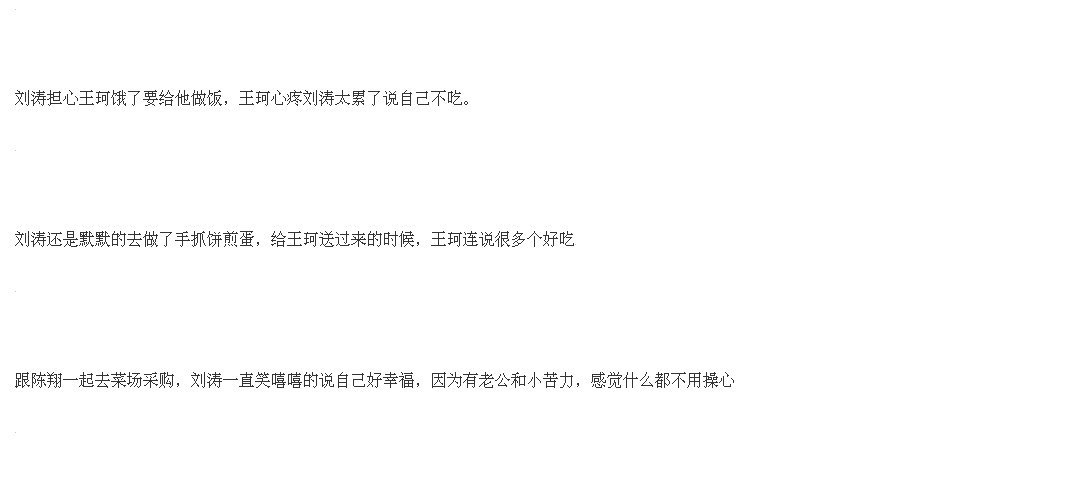 刘涛担心王珂饿了要给他做饭，王珂心疼刘涛太累了说自己不吃。
刘涛还是默默的去做了手抓饼煎蛋，给王珂送过来的时候，王珂连说很多个好吃
跟陈翔一起去菜场采购，刘涛一直笑嘻嘻的说自己好幸福，因为有老公和小苦力，感觉什么都不用操心